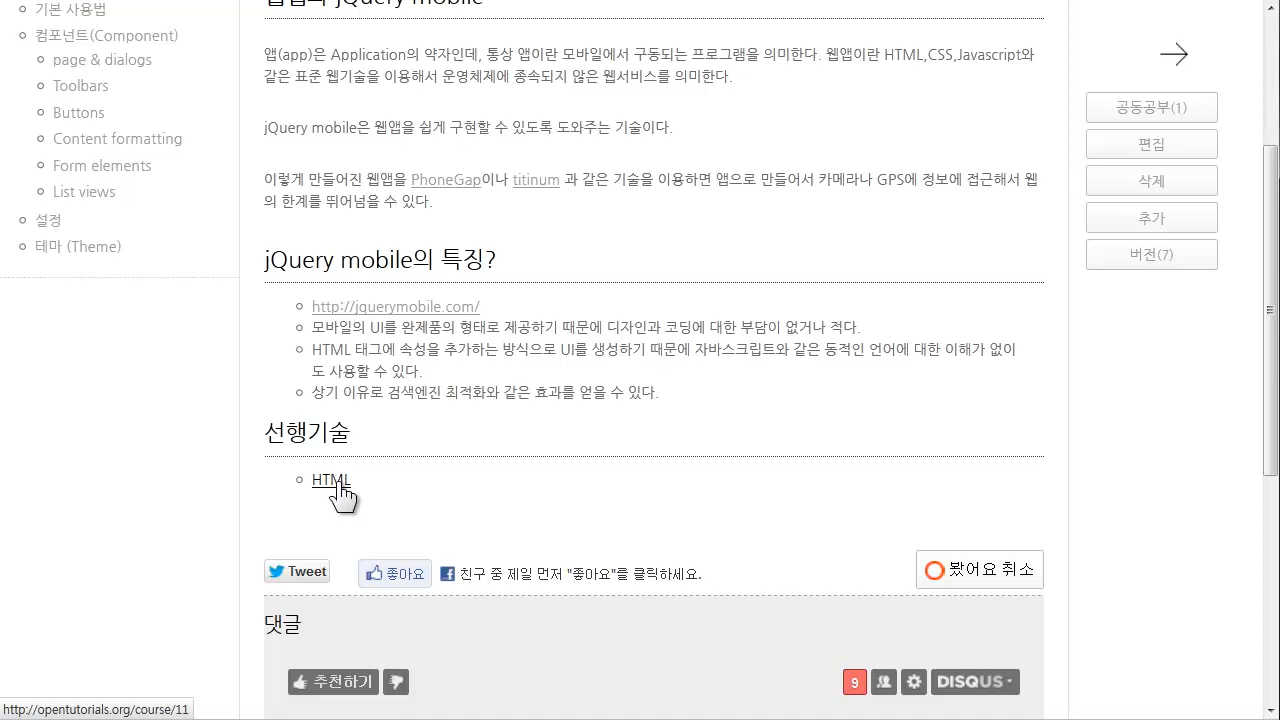 기본 사용법
컴포넌트(Component)
page & dialogs
Toolbars
Buttons
Content formatting
Form elements
List views
설정
테마 (Theme)
jQuery mobile
앱(app)은 Application의 약자인데, 통상 앱이란 모바일에서 구동되는 프로그램을 의미한다. 웹앱이란 HTML,CSS,Javascript와
같은 표준 웹기술을 이용해서 운영체제에 종속되지 않은 웹서비스를 의미한다.
jQuery mobile은 웹앱을 쉽게 구현할 수 있도록 도와주는 기술이다.
이렇게 만들어진 웹앱을 PhoneGap이나 titinum 과 같은 기술을 이용하면 앱으로 만들어서 카메라나 GPS에 정보에 접근해서 웹
의 한계를 뛰어넘을 수 있다.
jQuery mobile의 특징?
http://jquerymobile.com/
모바일의 UI를 완제품의 형태로 제공하기 때문에 디자인과 코딩에 대한 부담이 없거나 적다.
HTML 태그에 속성을 추가하는 방식으로 UI를 생성하기 때문에 자바스크립트와 같은 동적인 언어에 대한 이해가 없이
도 사용할 수 있다.
상기 이유로 검색엔진 최적화와 같은 효과를 얻을 수 있다.
선행기술
HTML
Tweet
좋아요
친구 중 제일 먼저 "좋아요"를 클릭하세요.
봤어요 취소
댓글
추천하기
9
DISQUS
공동공부(1)
편집
삭제
추가
버전(7)
http://opentutorials.org/course/11